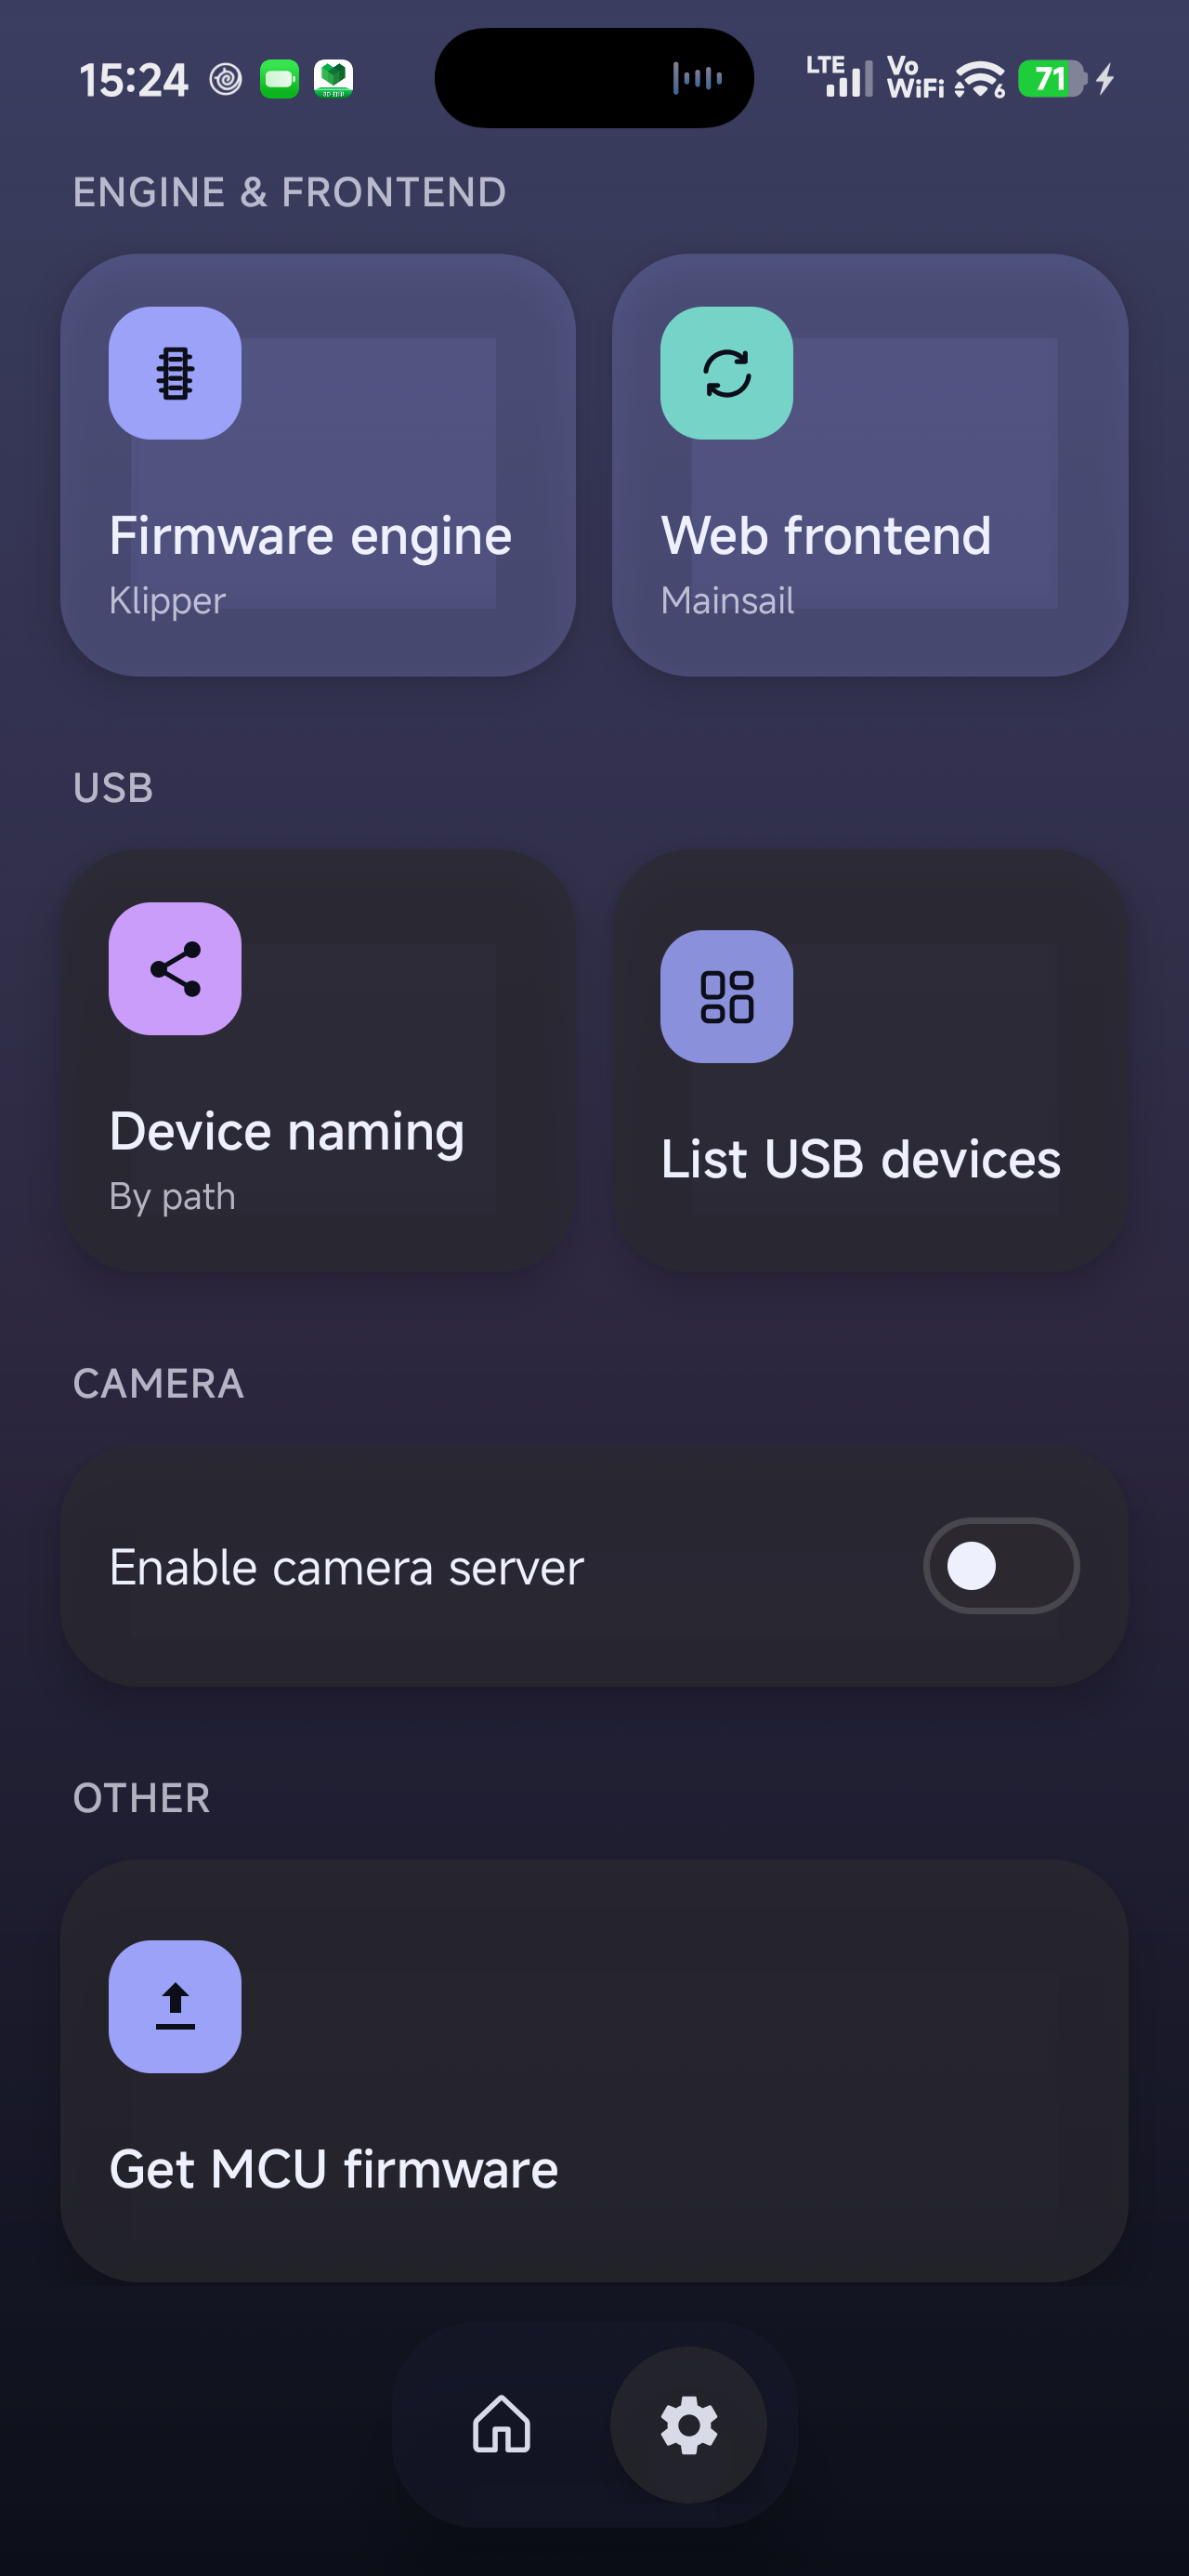 15:24
LTE
Vo
WiFi
6
71
ENGINE & FRONTEND
Firmware engine
Klipper
Web frontend
Mainsail
USB
Device naming
By path
List USB devices
CAMERA
Enable camera server
OTHER
Get MCU firmware